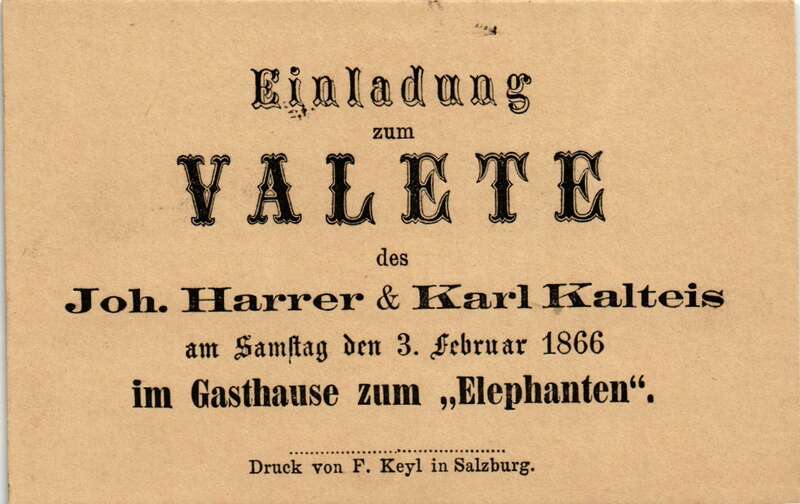 Einladung
zum
VALETE
des
Joh. Harrer & Karl Kalteis
am Samstag den 3. Februar 1866
im Gasthause zum „Elephanten“.
Druck von F. Keyl in Salzburg.